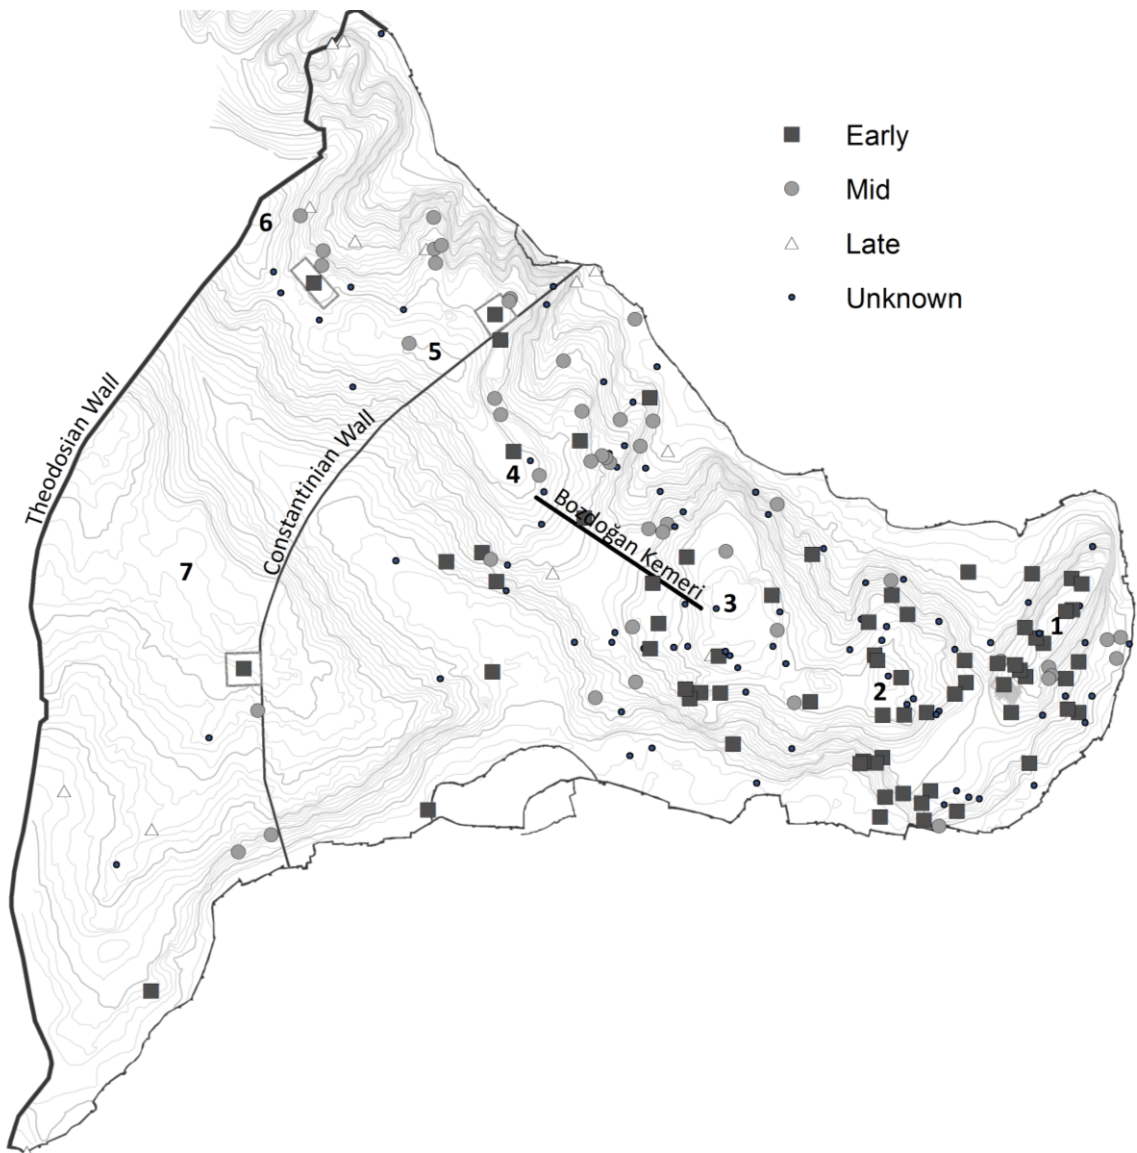 Early
Mid
Late
Unknown
6
5
Theodosian Wall
Constantinian Wall
4
Bozdoğan Kemeri
7
3
1
2